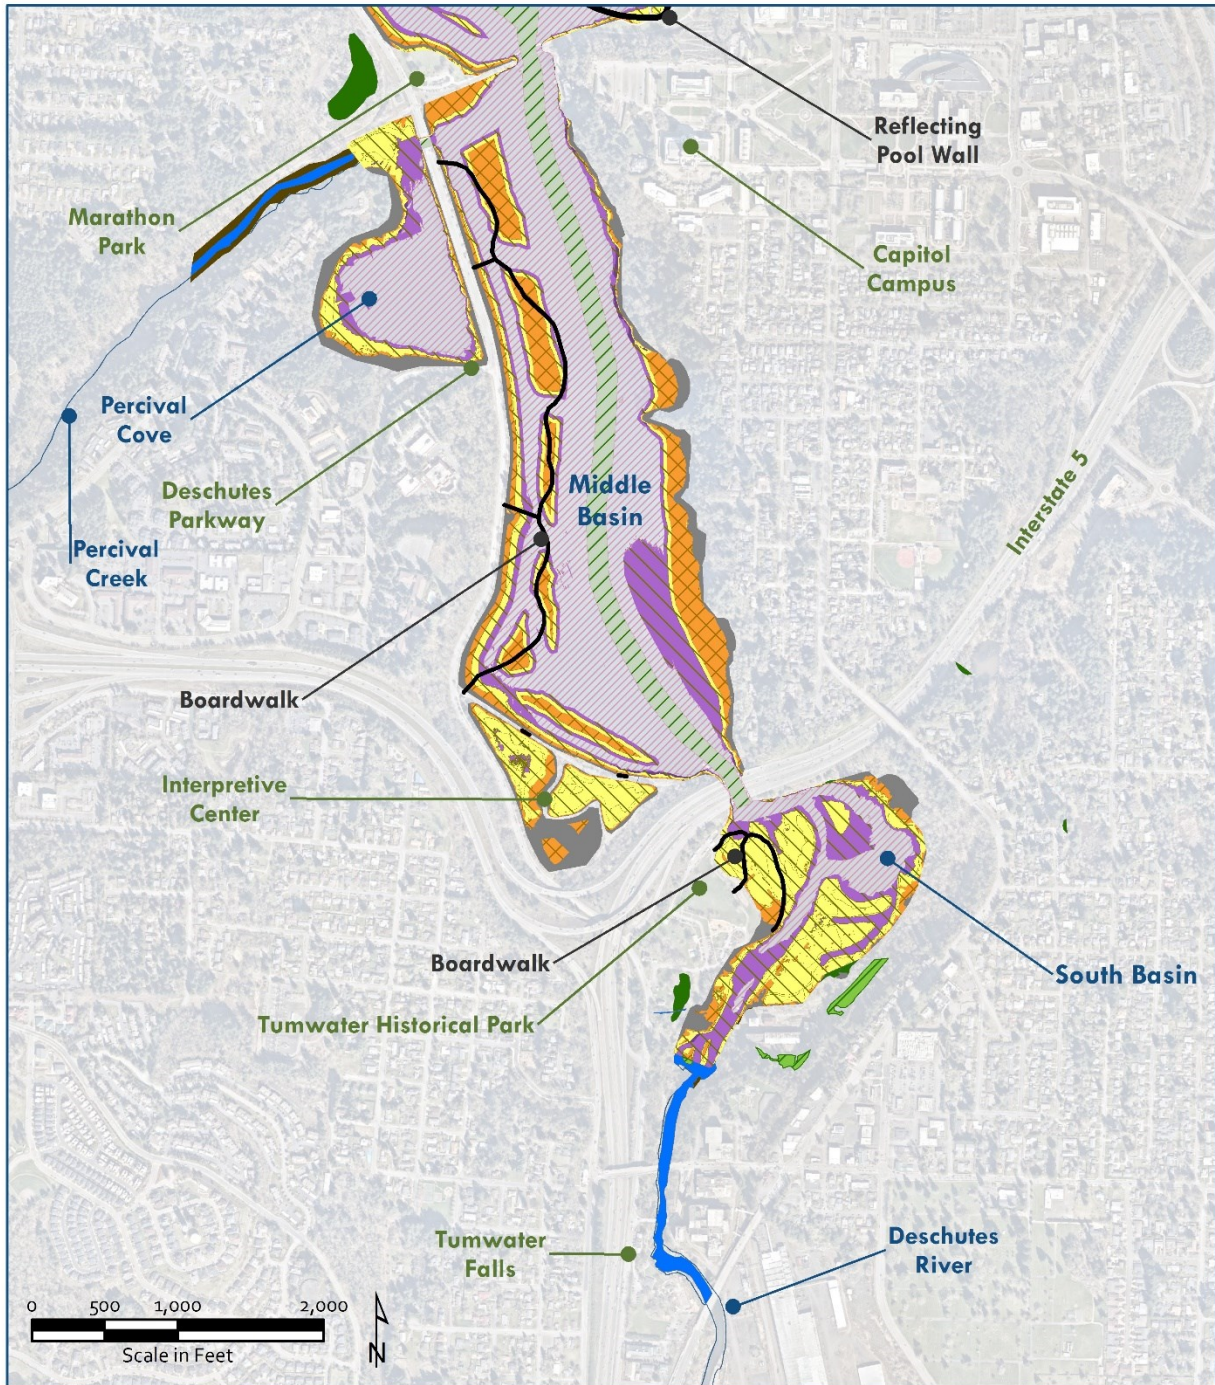 Reflecting
Pool Wall
Marathon
Park
Capitol
Campus
Percival
Cove
Deschutes
Parkway
Middle
Basin
Interstate 5
Percival
Creek
Boardwalk
Interpretive
Center
Boardwalk
South Basin
Tumwater Historical Park
Tumwater
Falls
Deschutes
River
0 500 1,000 2,000
Scale in Feet
N